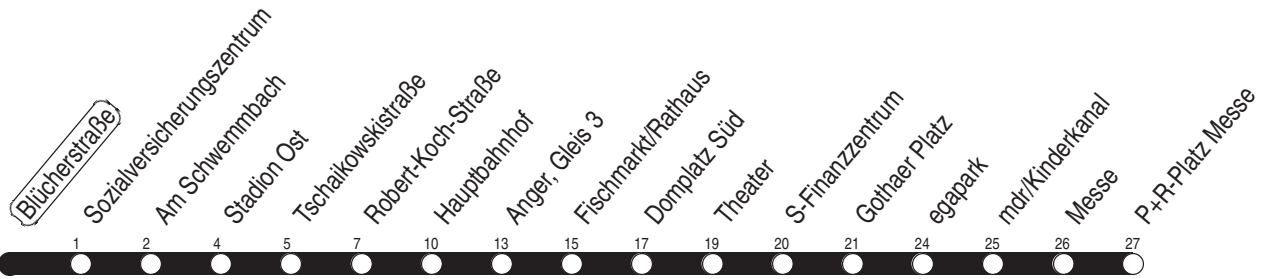 Blücherstraße
Sozialversicherungszentrum
Am Schwemmbach
Stadion Ost
Tschaikowskistraße
Robert-Koch-Straße
Hauptbahnhof
Anger, Gleis 3
Fischmarkt/Rathaus
Domplatz Süd
Theater
S-Finanzzentrum
Gothaer Platz
egapark
mdr/Kinderkanal
Messe
P+R-Platz Messe
1 2 4 5 7 10 13 15 17 19 20 21 24 25 26 27